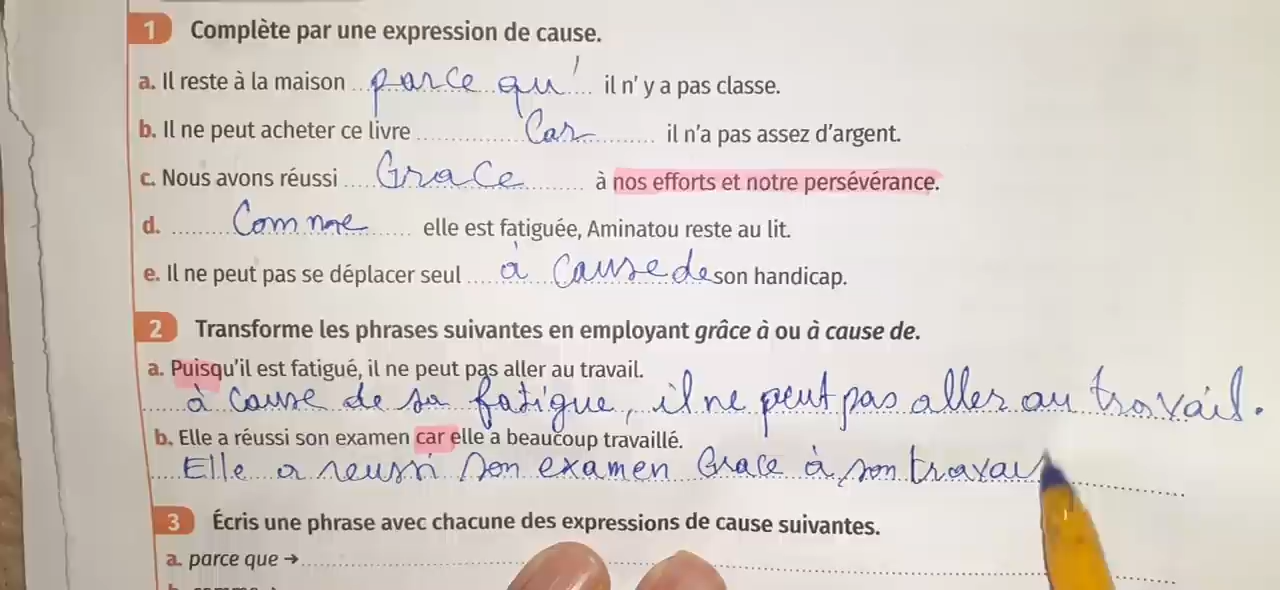 1 Complète par une expression de cause.
a. Il reste à la maison parce qu' il n' y a pas classe.
b. Il ne peut acheter ce livre Car il n'a pas assez d'argent.
c. Nous avons réussi Grace à nos efforts et notre persévérance.
d. Comme elle est fatiguée, Aminatou reste au lit.
e. Il ne peut pas se déplacer seul à cause de son handicap.
2 Transforme les phrases suivantes en employant grâce à ou à cause de.
a. Puisqu'il est fatigué, il ne peut pas aller au travail.
à cause de sa fatigue, il ne peut pas aller au travail.
b. Elle a réussi son examen car elle a beaucoup travaillé.
Elle a reussi son examen Grace à son travai
3 Écris une phrase avec chacune des expressions de cause suivantes.
a. parce que →